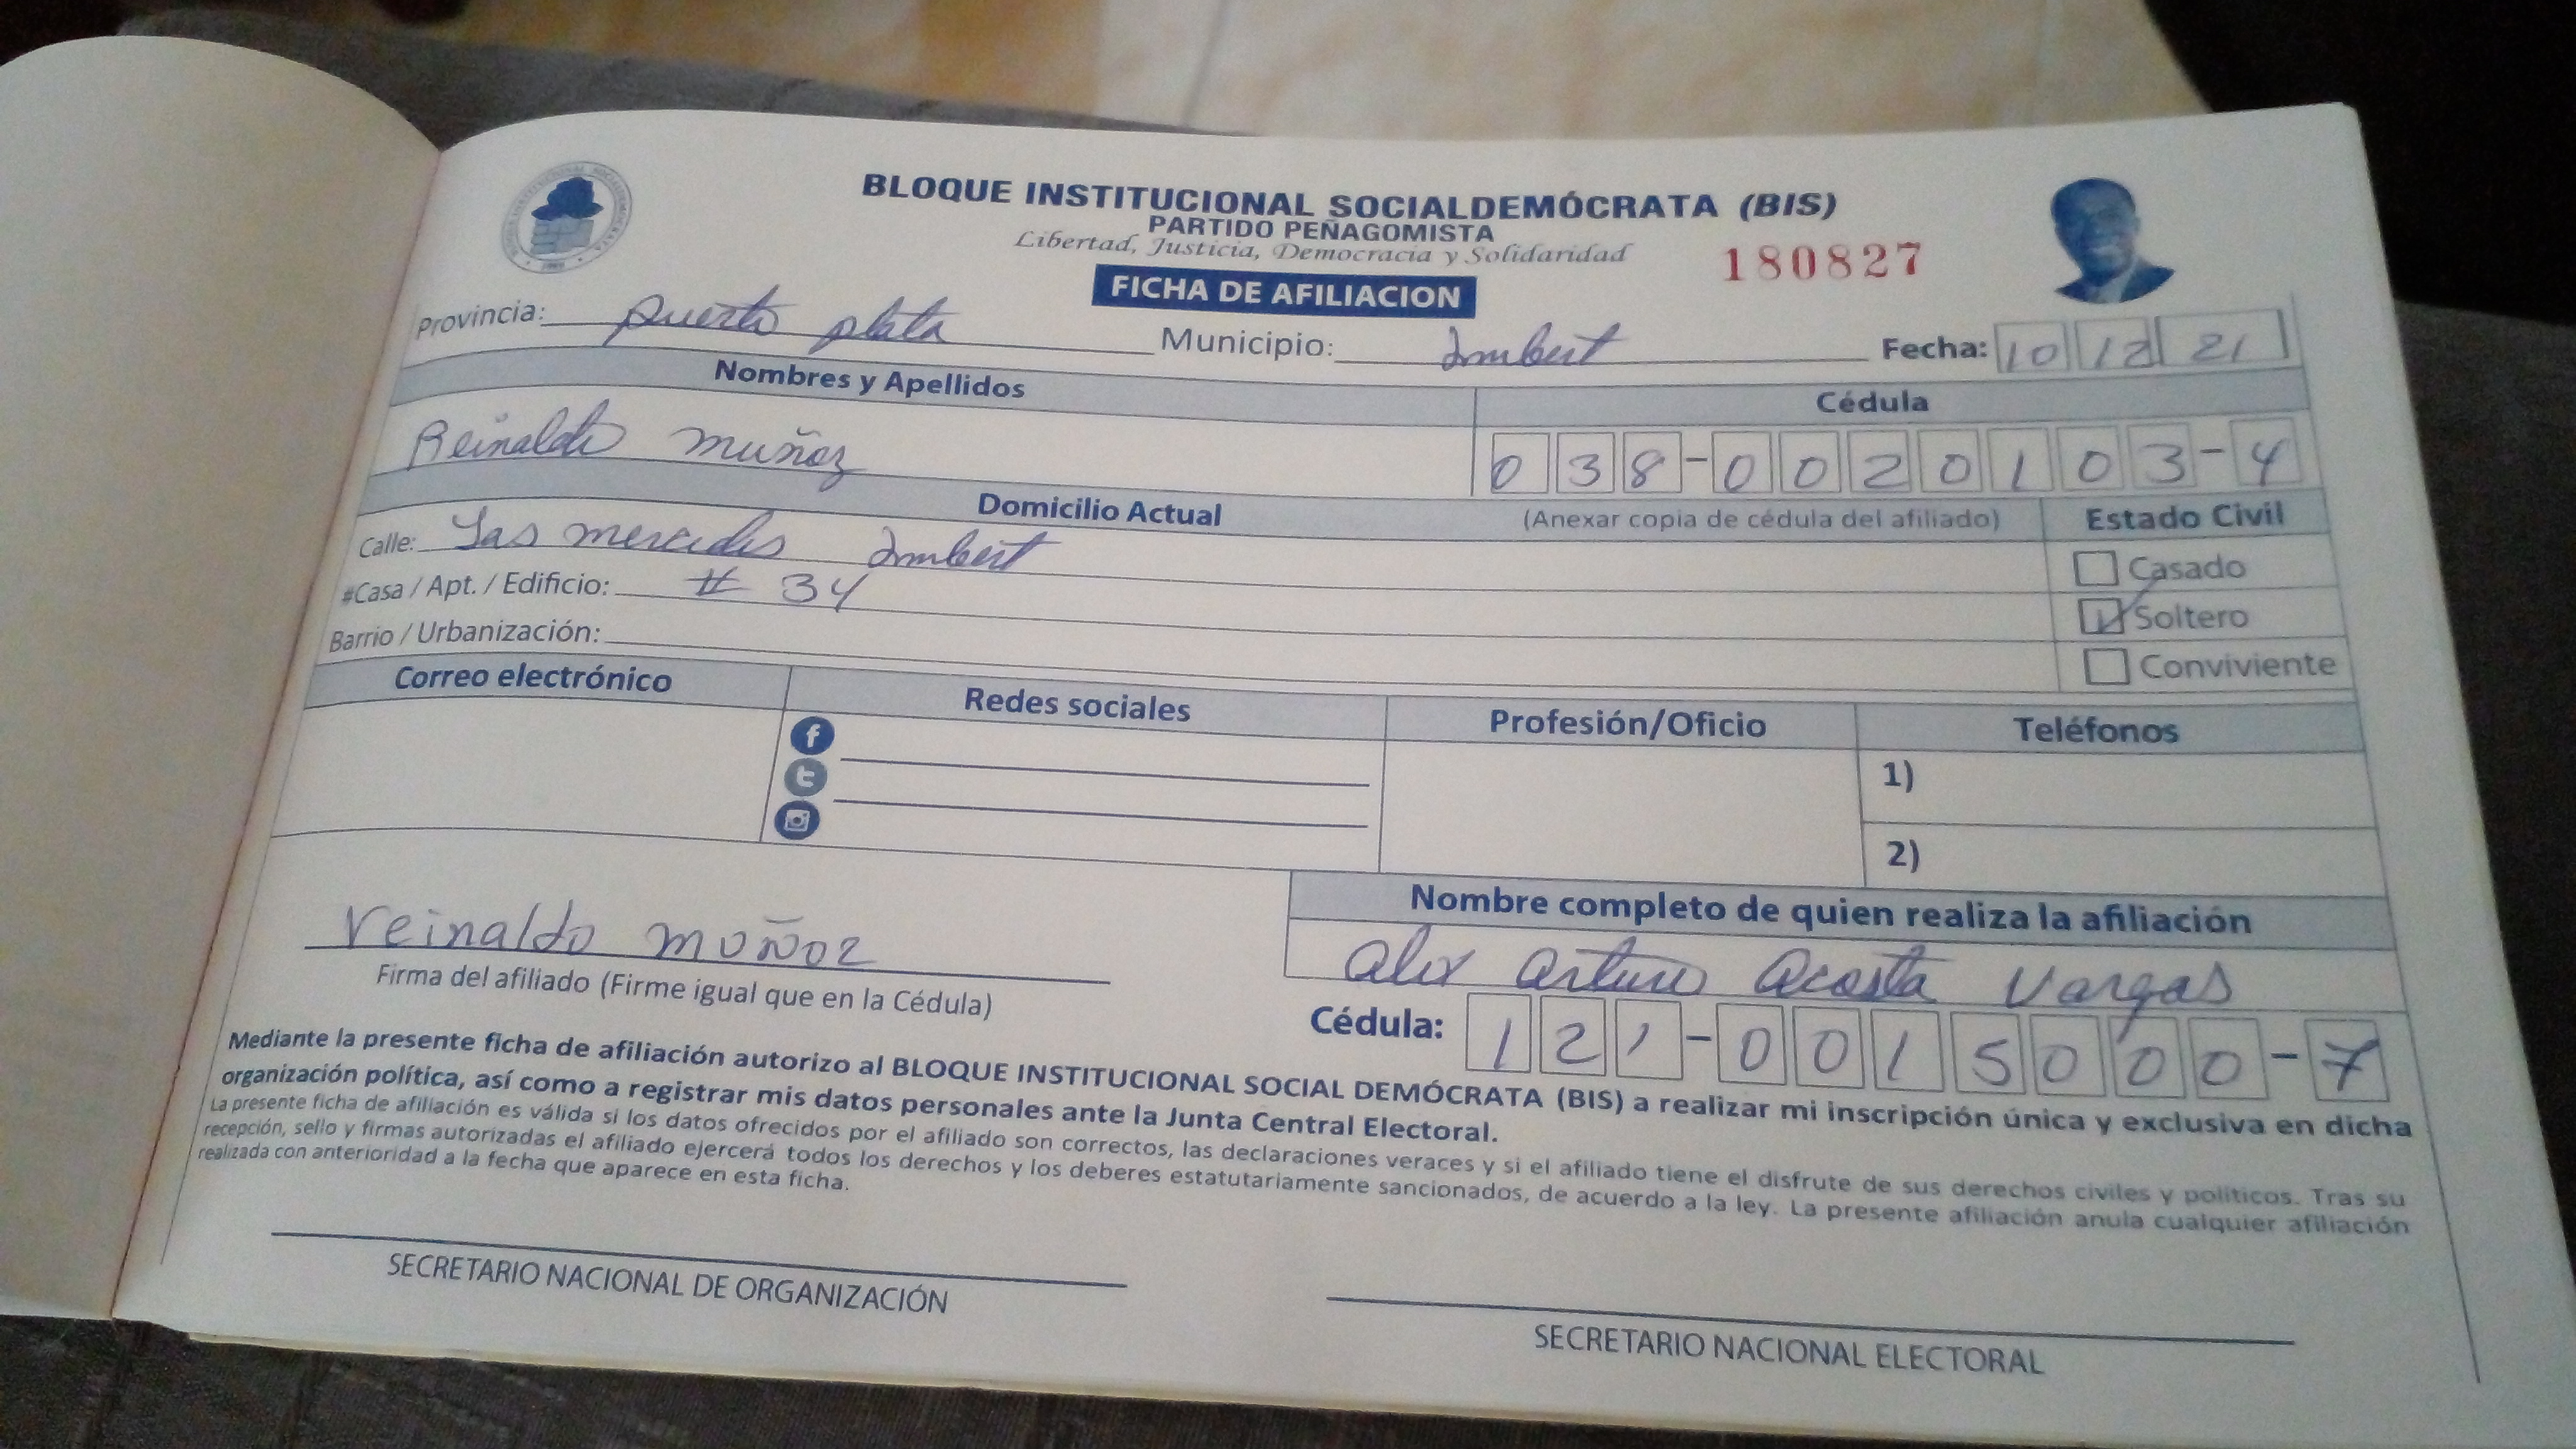 BLOQUE INSTITUCIONAL SOCIALDEMÓCRATA (BIS)
PARTIDO PEÑAGOMISTA
Libertad, Justicia, Democracia y Solidaridad
180827
FICHA DE AFILIACION
Provincia: puerto plata Municipio: Imbert Fecha: 10 12 21
Nombres y Apellidos Cédula
Reinaldo muñoz 038-0020103-4
Domicilio Actual (Anexar copia de cédula del afiliado) Estado Civil
Calle: Las mercedes Imbert
Casado
#Casa / Apt. / Edificio: # 34
Soltero
Barrio / Urbanización:
Conviviente
Correo electrónico Redes sociales Profesión/Oficio Teléfonos
1)
2)
Nombre completo de quien realiza la afiliación
reinaldo muñoz
alex arturo acosta Vargas
Firma del afiliado (Firme igual que en la Cédula)
Cédula: 121-0015000-7
Mediante la presente ficha de afiliación autorizo al BLOQUE INSTITUCIONAL SOCIAL DEMÓCRATA (BIS) a realizar mi inscripción única y exclusiva en dicha
organización política, así como a registrar mis datos personales ante la Junta Central Electoral.
La presente ficha de afiliación es válida si los datos ofrecidos por el afiliado son correctos, las declaraciones veraces y si el afiliado tiene el disfrute de sus derechos civiles y políticos. Tras su
recepción, sello y firmas autorizadas el afiliado ejercerá todos los derechos y los deberes estatutariamente sancionados, de acuerdo a la ley. La presente afiliación anula cualquier afiliación
realizada con anterioridad a la fecha que aparece en esta ficha.
SECRETARIO NACIONAL DE ORGANIZACIÓN
SECRETARIO NACIONAL ELECTORAL